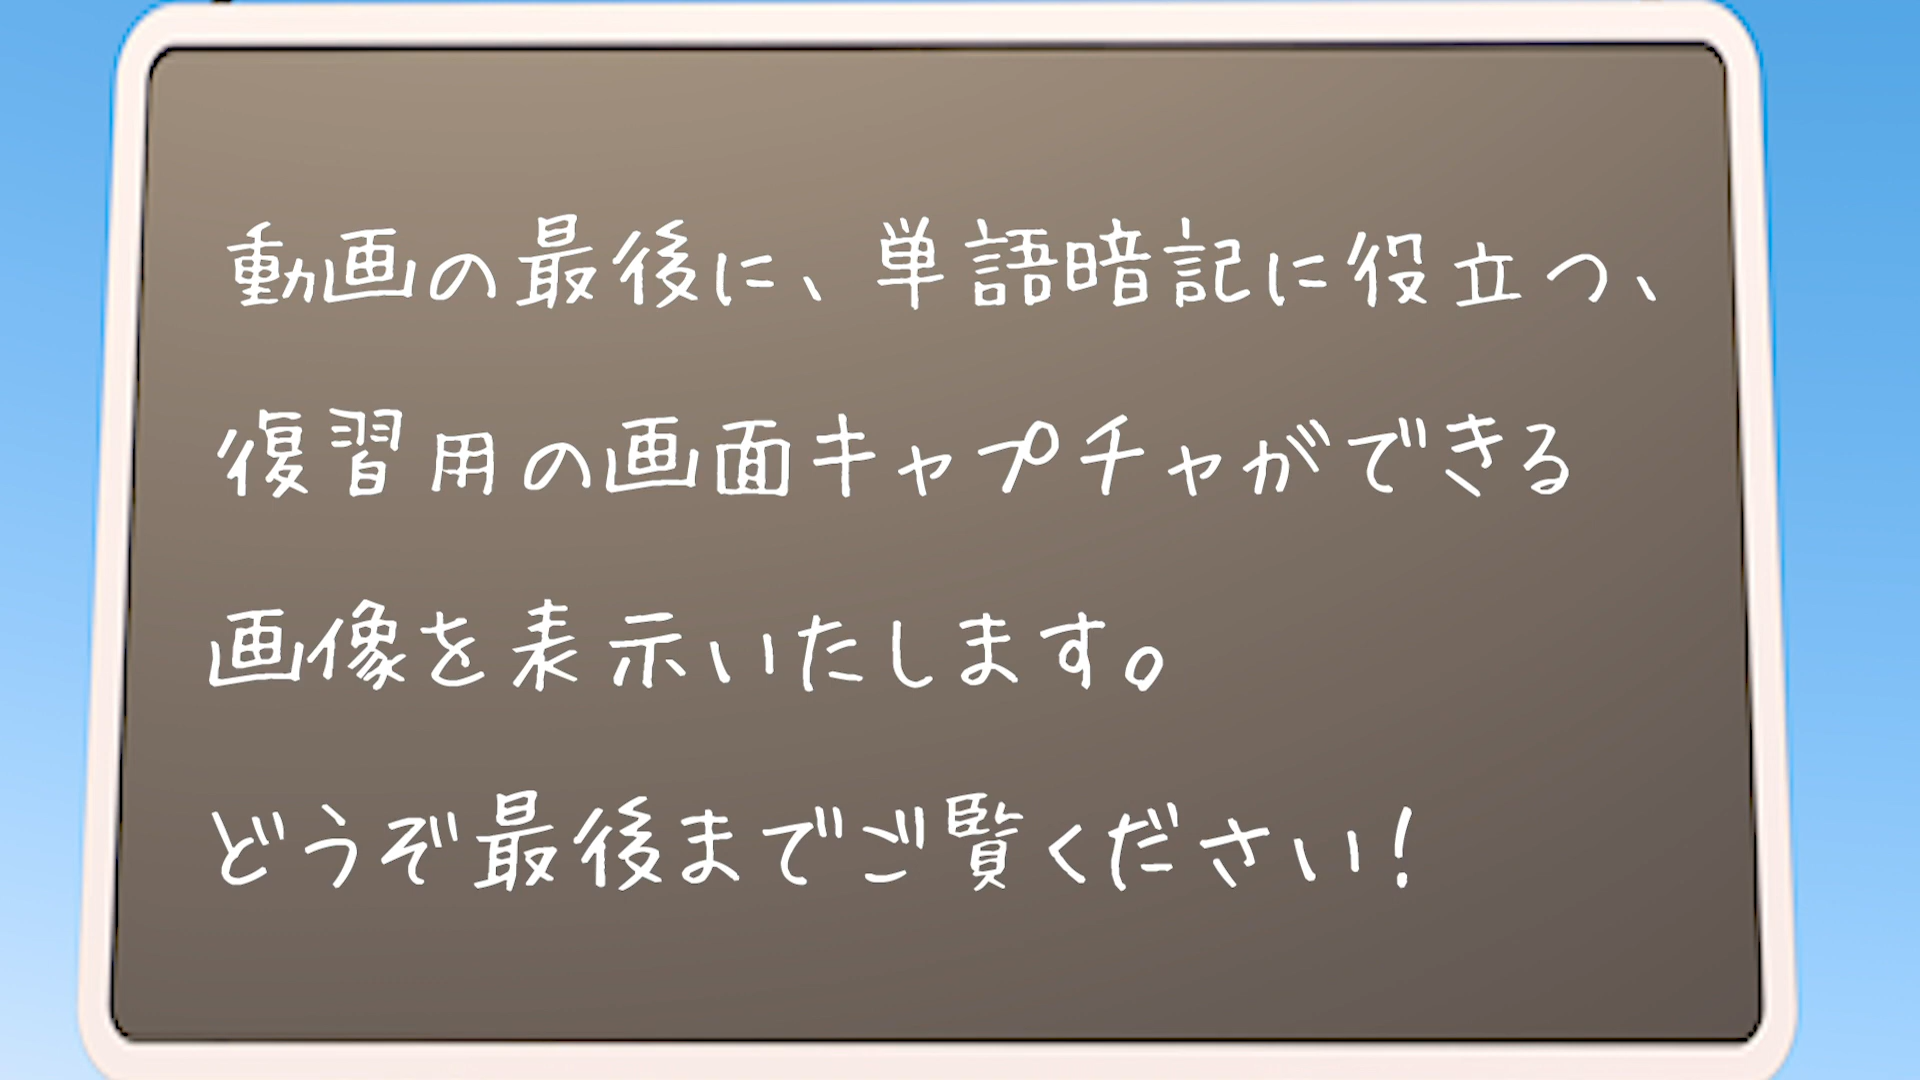 動画の最後に、単語暗記に役立つ、
復習用の画面キャプチャができる
画像を表示いたします。
どうぞ最後までご覧ください!